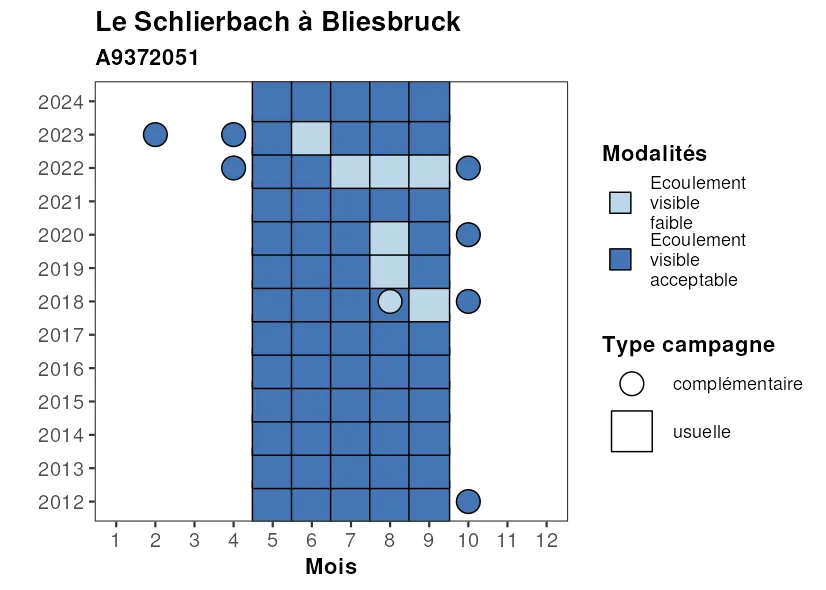 Le Schlierbach à Bliesbruck
A9372051
2024
2023
2022
2021
2020
2019
2018
2017
2016
2015
2014
2013
2012
1 2 3 4 5 6 7 8 9 10 11 12
Mois
Modalités
Ecoulement
visible
faible
Ecoulement
visible
acceptable
Type campagne
complémentaire
usuelle